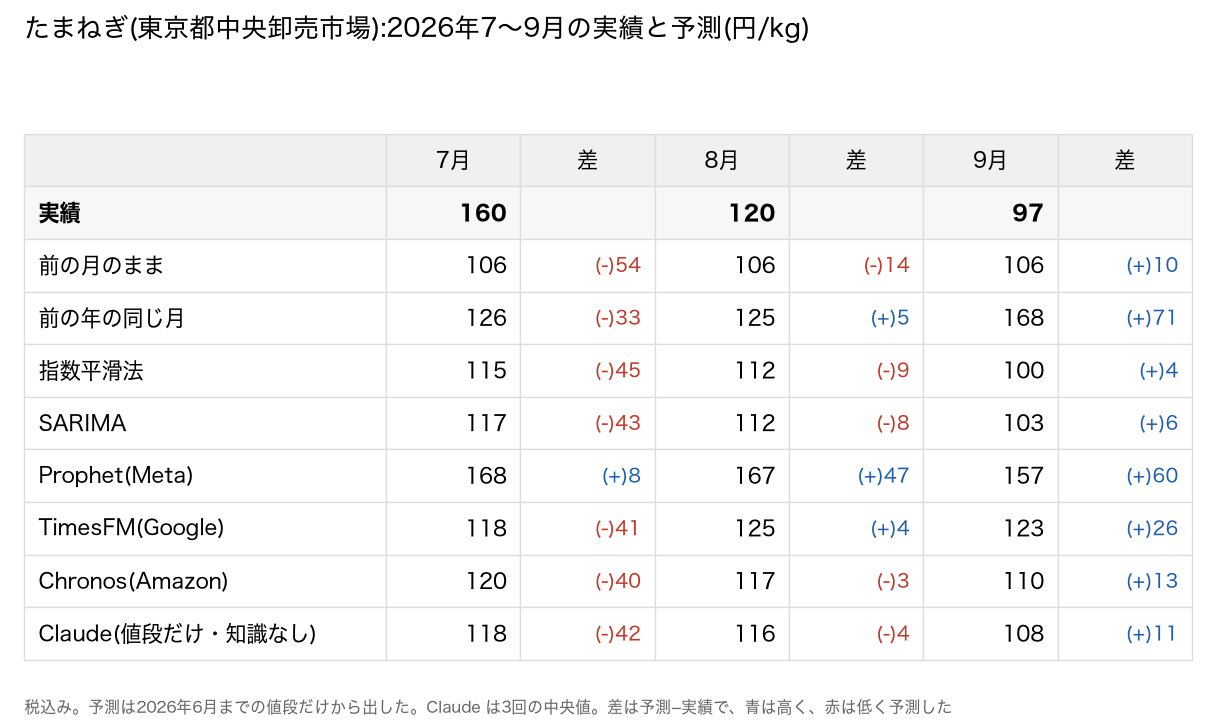 たまねぎ(東京都中央卸売市場):2026年7〜9月の実績と予測(円/kg)
7月 差 8月 差 9月 差
実績 160 120 97
前の月のまま 106 (-)54 106 (-)14 106 (+)10
前の年の同じ月 126 (-)33 125 (+)5 168 (+)71
指数平滑法 115 (-)45 112 (-)9 100 (+)4
SARIMA 117 (-)43 112 (-)8 103 (+)6
Prophet(Meta) 168 (+)8 167 (+)47 157 (+)60
TimesFM(Google) 118 (-)41 125 (+)4 123 (+)26
Chronos(Amazon) 120 (-)40 117 (-)3 110 (+)13
Claude(値段だけ・知識なし) 118 (-)42 116 (-)4 108 (+)11
税込み。予測は2026年6月までの値段だけから出した。Claude は3回の中央値。差は予測−実績で、青は高く、赤は低く予測した